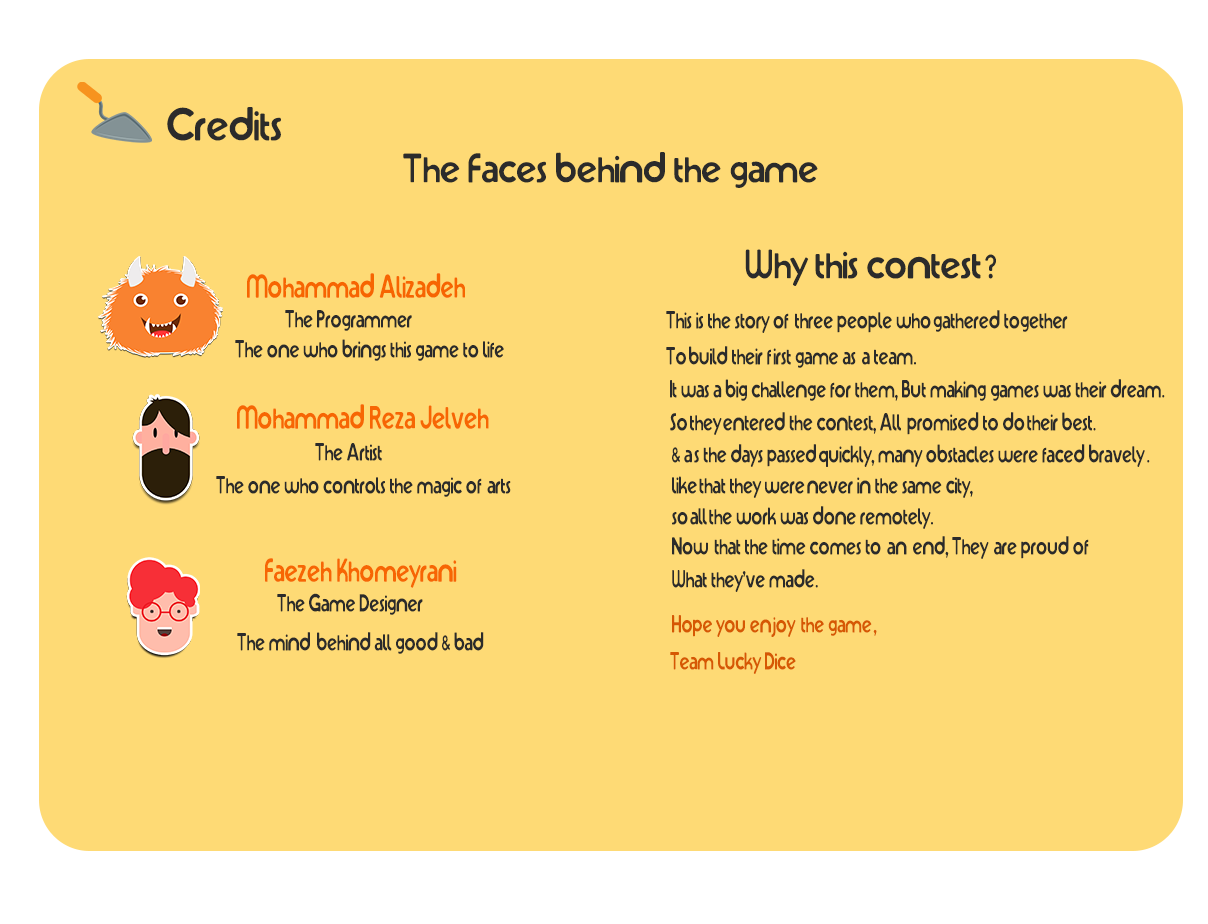 Credits
The Faces behind the game
Mohammad Alizadeh
The Programmer
The one who brings this game to life
Mohammad Reza Jelveh
The Artist
The one who controls the magic of arts
Faezeh Khomeyrani
The Game Designer
The mind behind all good & bad
Why this contest?
This is the story of three people who gathered together
To build their first game as a team.
It was a big challenge for them, But making games was their dream.
So they entered the contest, All promised to do their best.
& as the days passed quickly, many obstacles were faced bravely.
like that they were never in the same city,
so all the work was done remotely.
Now that the time comes to an end, They are proud of
What they've made.
Hope you enjoy the game,
Team Lucky Dice